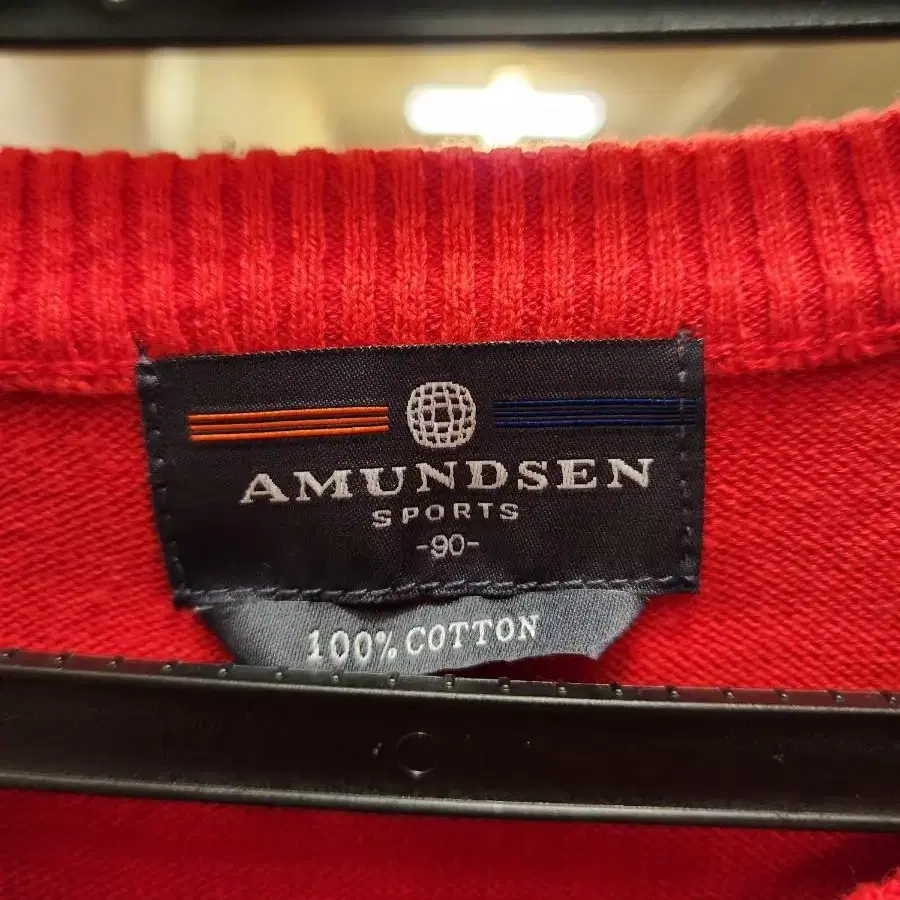 AMUNDSEN
SPORTS
-90-
100% COTTON